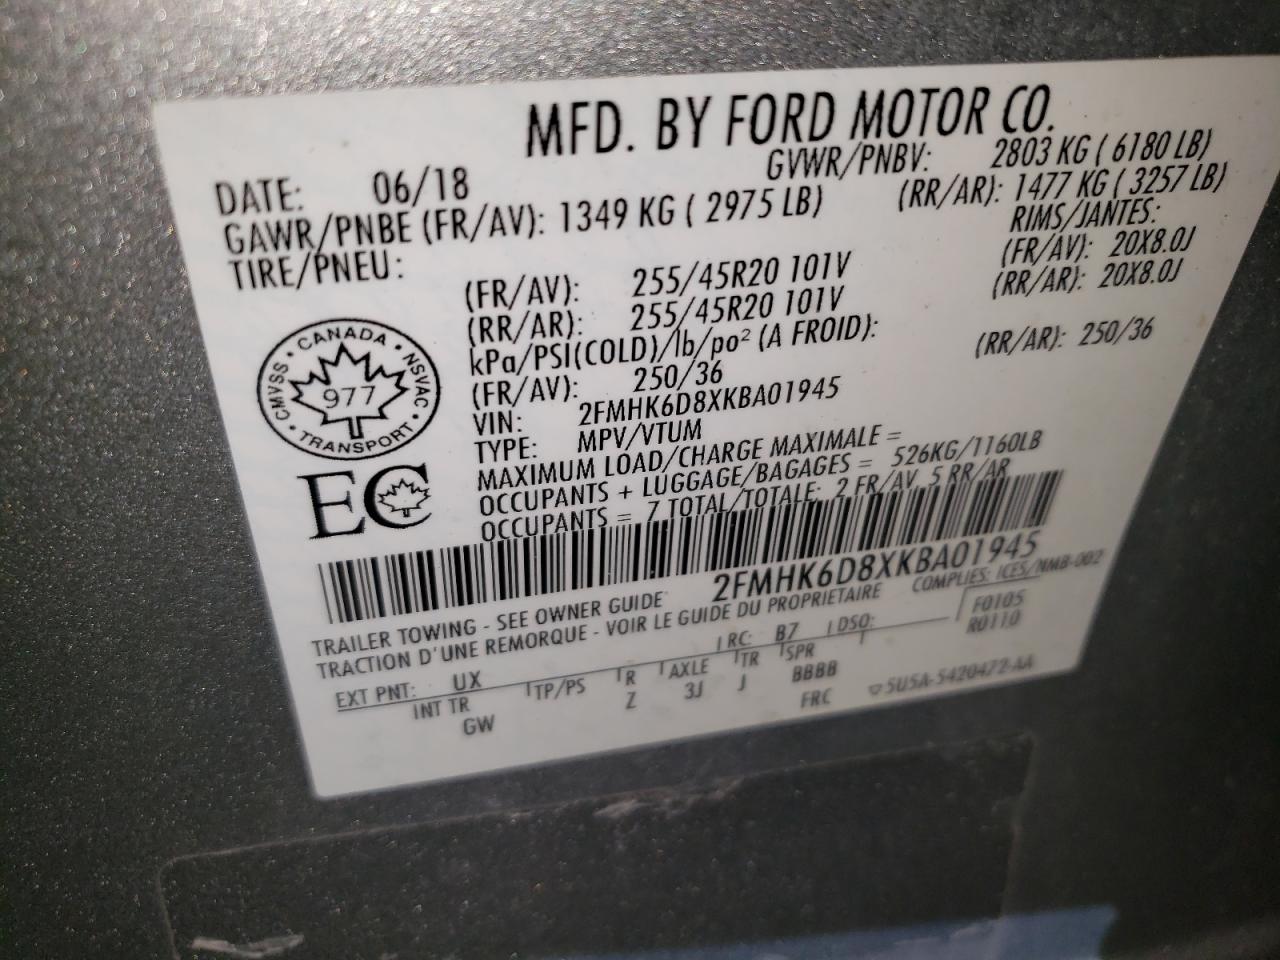 MFD. BY FORD MOTOR CO.
DATE: 06/18 GVWR/PNBV: 2803 KG ( 6180 LB)
GAWR/PNBE (FR/AV): 1349 KG ( 2975 LB) (RR/AR): 1477 KG ( 3257 LB)
TIRE/PNEU: RIMS/JANTES:
(FR/AV): 255/45R20 101V (FR/AV): 20X8.0J
(RR/AR): 255/45R20 101V (RR/AR): 20X8.0J
kPa/PSI(COLD)/lb/po² (A FROID):
(FR/AV): 250/36 (RR/AR): 250/36
VIN: 2FMHK6D8XKBA01945
TYPE: MPV/VTUM
MAXIMUM LOAD/CHARGE MAXIMALE =
OCCUPANTS + LUGGAGE/BAGAGES = 526KG/1160LB
OCCUPANTS = 7 TOTAL/TOTALE: 2 FR/AV, 5 RR/AR
CANADA
CMVSS · NSVAC
977
TRANSPORT
EC
2FMHK6D8XKBA01945
TRAILER TOWING - SEE OWNER GUIDE COMPLIES: ICES/NMB-002
TRACTION D'UNE REMORQUE - VOIR LE GUIDE DU PROPRIETAIRE
F0105
R0110
EXT PNT: UX RC: B7 DSO:
INT TR TP/PS R AXLE TR SPR
GW Z 3J J BBBB
FRC 5U5A-5420472-AA